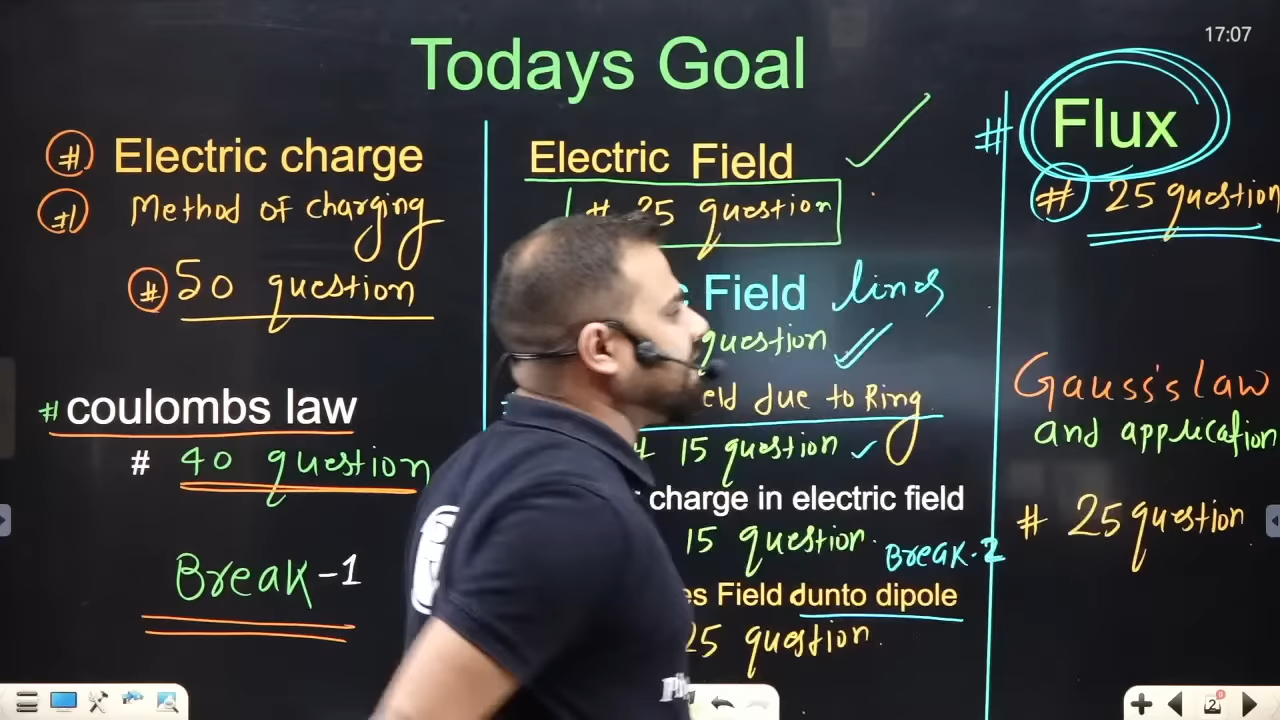 17:07
Todays Goal
# Electric charge
# Method of charging
# 50 question
# coulombs law
# 40 question
Break-1
Electric Field
# 25 question
Field lines
question
due to Ring
# 15 question
charge in electric field
15 question
Break-2
Field dunto dipole
25 question
# Flux
# 25 question
Gauss's law
and application
# 25 question
2